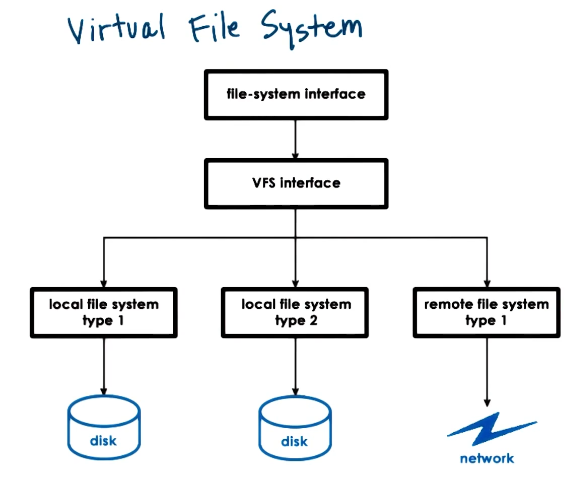 Virtual File System
file-system interface
VFS interface
local file system
type 1
local file system
type 2
remote file system
type 1
disk
disk
network